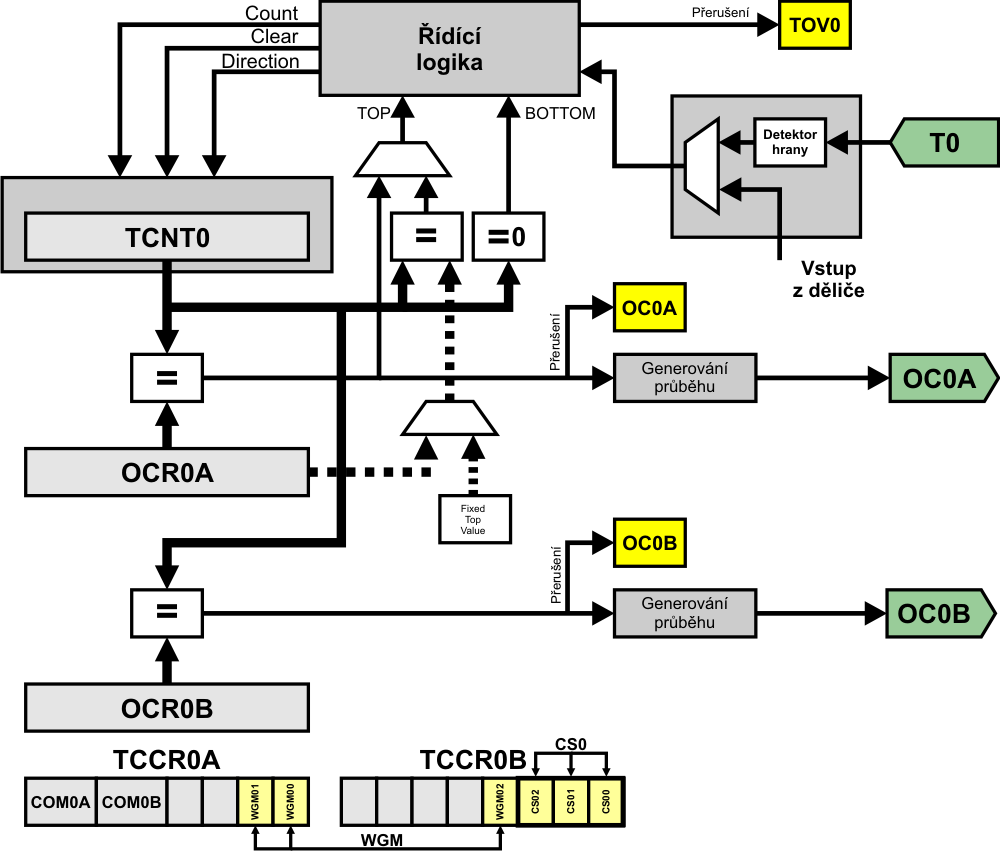 Count
Clear
Direction
Řídící
logika
Přerušení
TOV0
TOP
BOTTOM
Detektor
hrany
T0
TCNT0
=
=0
Vstup
z děliče
OC0A
Přerušení
=
Generování
průběhu
OC0A
OCR0A
Fixed
Top
Value
OC0B
Přerušení
=
Generování
průběhu
OC0B
OCR0B
TCCR0A
TCCR0B
CS0
COM0A
COM0B
WGM01
WGM00
WGM02
CS02
CS01
CS00
WGM